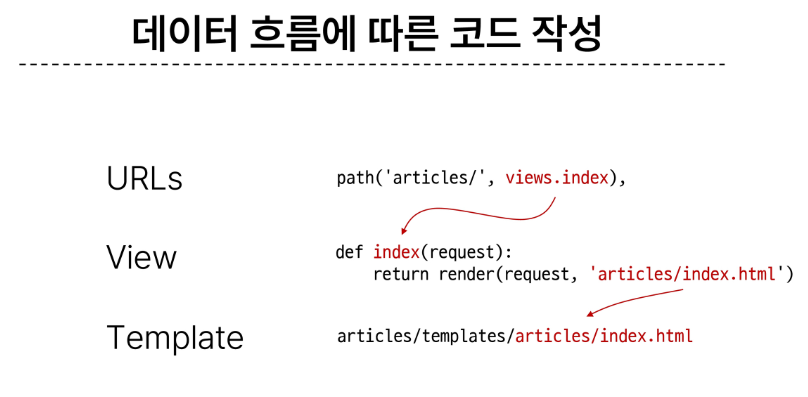 데이터 흐름에 따른 코드 작성
URLs path('articles/', views.index),
View def index(request):
return render(request, 'articles/index.html')
Template articles/templates/articles/index.html